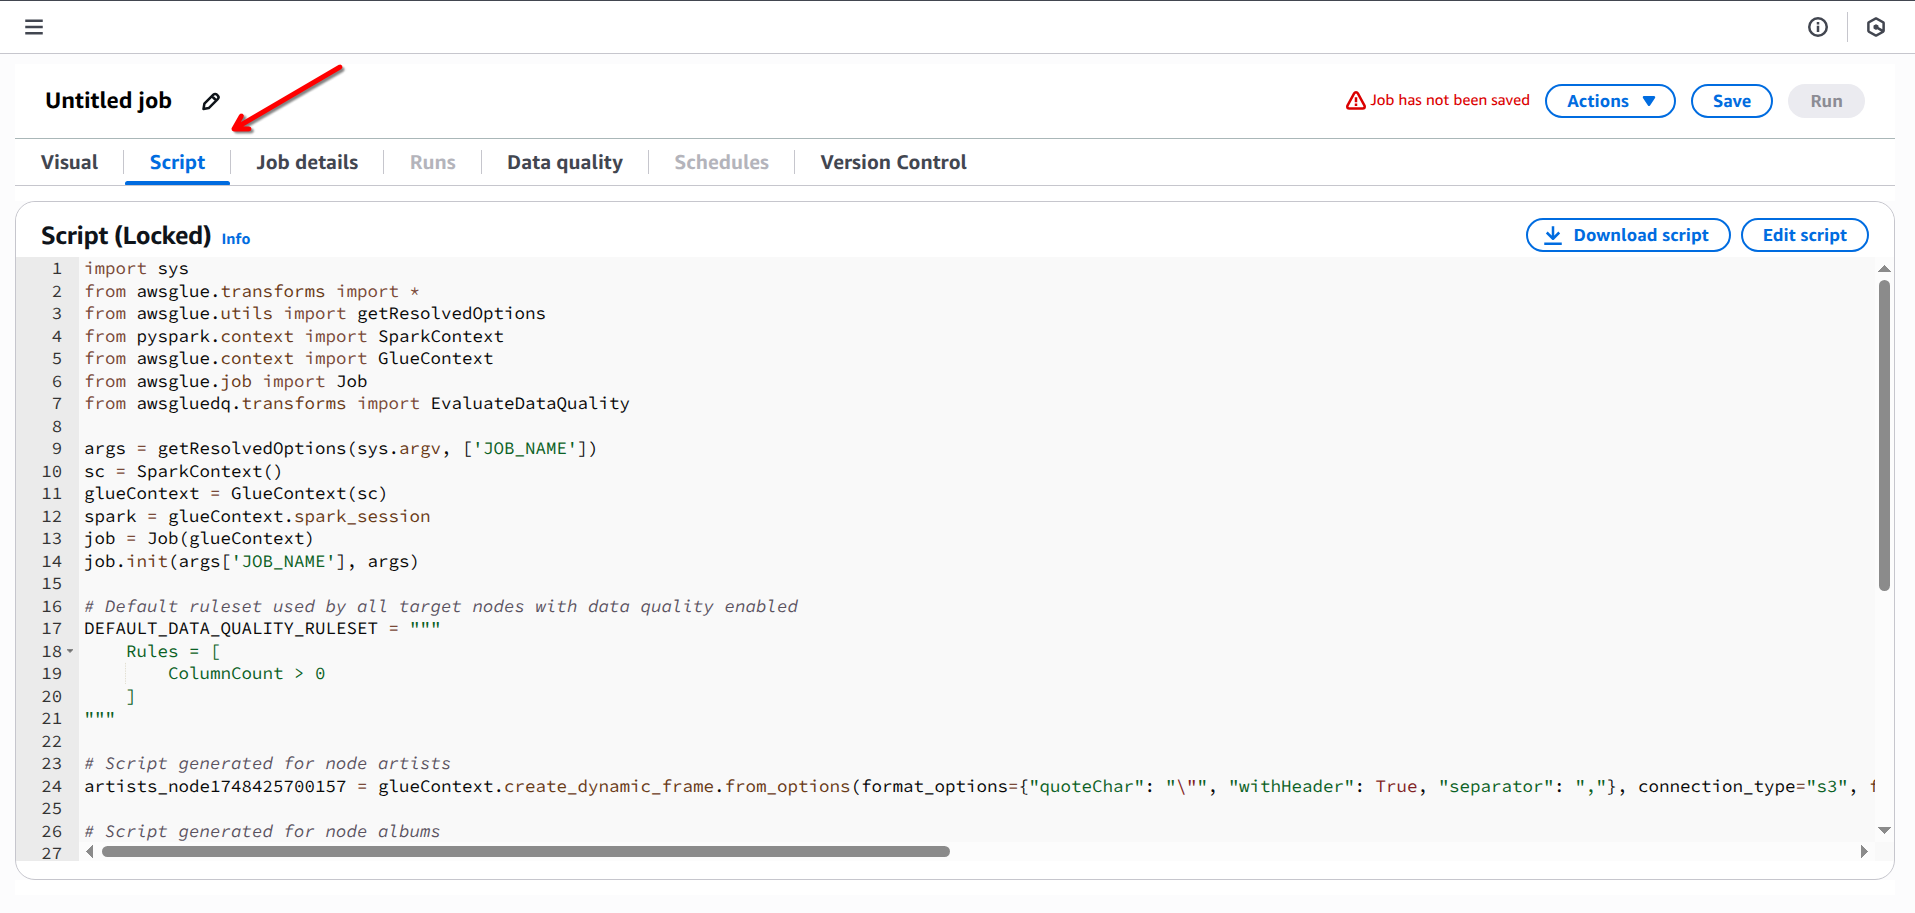 Untitled job
Job has not been saved
Actions
Save
Run
Visual
Script
Job details
Runs
Data quality
Schedules
Version Control
Script (Locked) Info
Download script
Edit script
1 import sys
2 from awsglue.transforms import *
3 from awsglue.utils import getResolvedOptions
4 from pyspark.context import SparkContext
5 from awsglue.context import GlueContext
6 from awsglue.job import Job
7 from awsgluedq.transforms import EvaluateDataQuality
8
9 args = getResolvedOptions(sys.argv, ['JOB_NAME'])
10 sc = SparkContext()
11 glueContext = GlueContext(sc)
12 spark = glueContext.spark_session
13 job = Job(glueContext)
14 job.init(args['JOB_NAME'], args)
15
16 # Default ruleset used by all target nodes with data quality enabled
17 DEFAULT_DATA_QUALITY_RULESET = """
18     Rules = [
19         ColumnCount > 0
20     ]
21 """
22
23 # Script generated for node artists
24 artists_node1748425700157 = glueContext.create_dynamic_frame.from_options(format_options={"quoteChar": "\"", "withHeader": True, "separator": ","}, connection_type="s3",
25
26 # Script generated for node albums
27